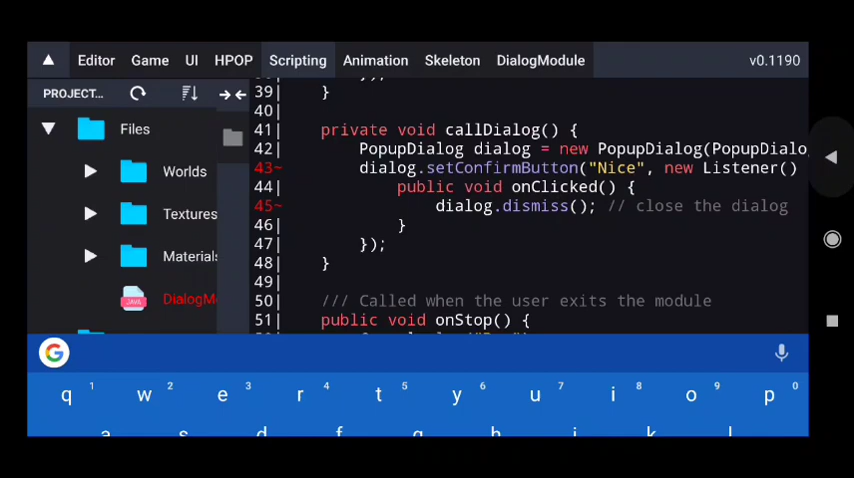 Editor Game UI HPOP Scripting Animation Skeleton DialogModule v0.1190
PROJECT...
Files
Worlds
Textures
Materials
DialogM
39| }
40|
41| private void callDialog() {
42| PopupDialog dialog = new PopupDialog(PopupDialo
43~ dialog.setConfirmButton("Nice", new Listener()
44| public void onClicked() {
45~ dialog.dismiss(); // close the dialog
46| }
47| });
48| }
49|
50| /// Called when the user exits the module
51| public void onStop() {
G
q 1 w 2 e 3 r 4 t 5 y 6 u 7 i 8 o 9 p 0
a s d f g h j k l